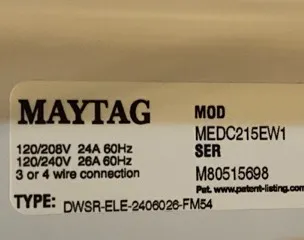 MAYTAG
120/208V 24A 60Hz
120/240V 26A 60Hz
3 or 4 wire connection
MOD
MEDC215EW1
SER
M80515698
Pat. www.patent-listing.
TYPE: DWSR-ELE-2406026-FM54